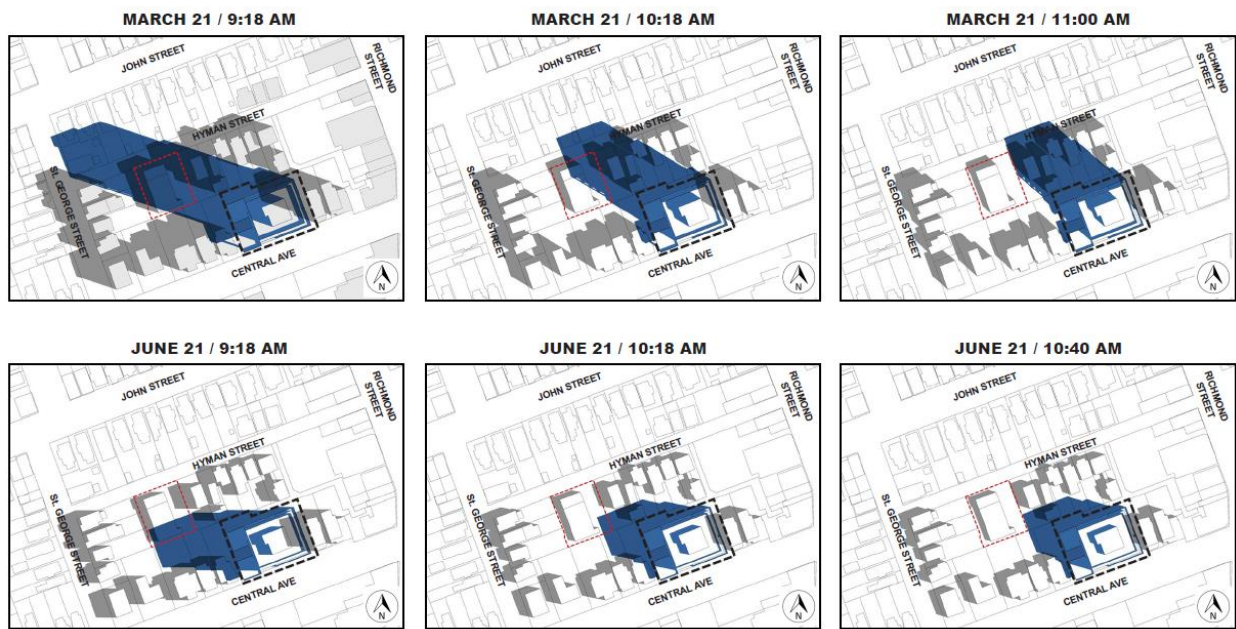 MARCH 21 / 9:18 AM
JOHN STREET
RICHMOND
STREET
HYMAN STREET
St. GEORGE STREET
CENTRAL AVE
N
MARCH 21 / 10:18 AM
JOHN STREET
RICHMOND
STREET
HYMAN STREET
St. GEORGE STREET
CENTRAL AVE
N
MARCH 21 / 11:00 AM
JOHN STREET
RICHMOND
STREET
HYMAN STREET
St. GEORGE STREET
CENTRAL AVE
N
JUNE 21 / 9:18 AM
JOHN STREET
RICHMOND
STREET
HYMAN STREET
St. GEORGE STREET
CENTRAL AVE
N
JUNE 21 / 10:18 AM
JOHN STREET
RICHMOND
STREET
HYMAN STREET
St. GEORGE STREET
CENTRAL AVE
N
JUNE 21 / 10:40 AM
JOHN STREET
RICHMOND
STREET
HYMAN STREET
St. GEORGE STREET
CENTRAL AVE
N